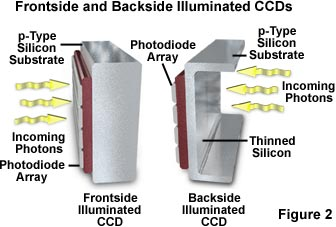 Frontside and Backside Illuminated CCDs
p-Type
Silicon
Substrate
Photodiode
Array
p-Type
Silicon
Substrate
Incoming
Photons
Photodiode
Array
Incoming
Photons
Thinned
Silicon
Frontside
Illuminated
CCD
Backside
Illuminated
CCD
Figure 2